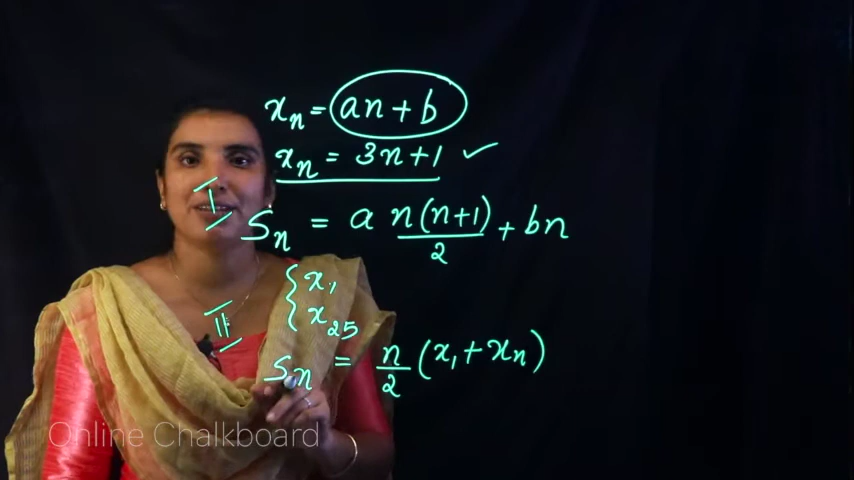 xₙ = an + b
xₙ = 3n+1 ✓
I Sₙ = a n(n+1)/2 + bn
{ x₁
II x₂₅
Sₙ = n/2 (x₁ + xₙ)
Online Chalkboard